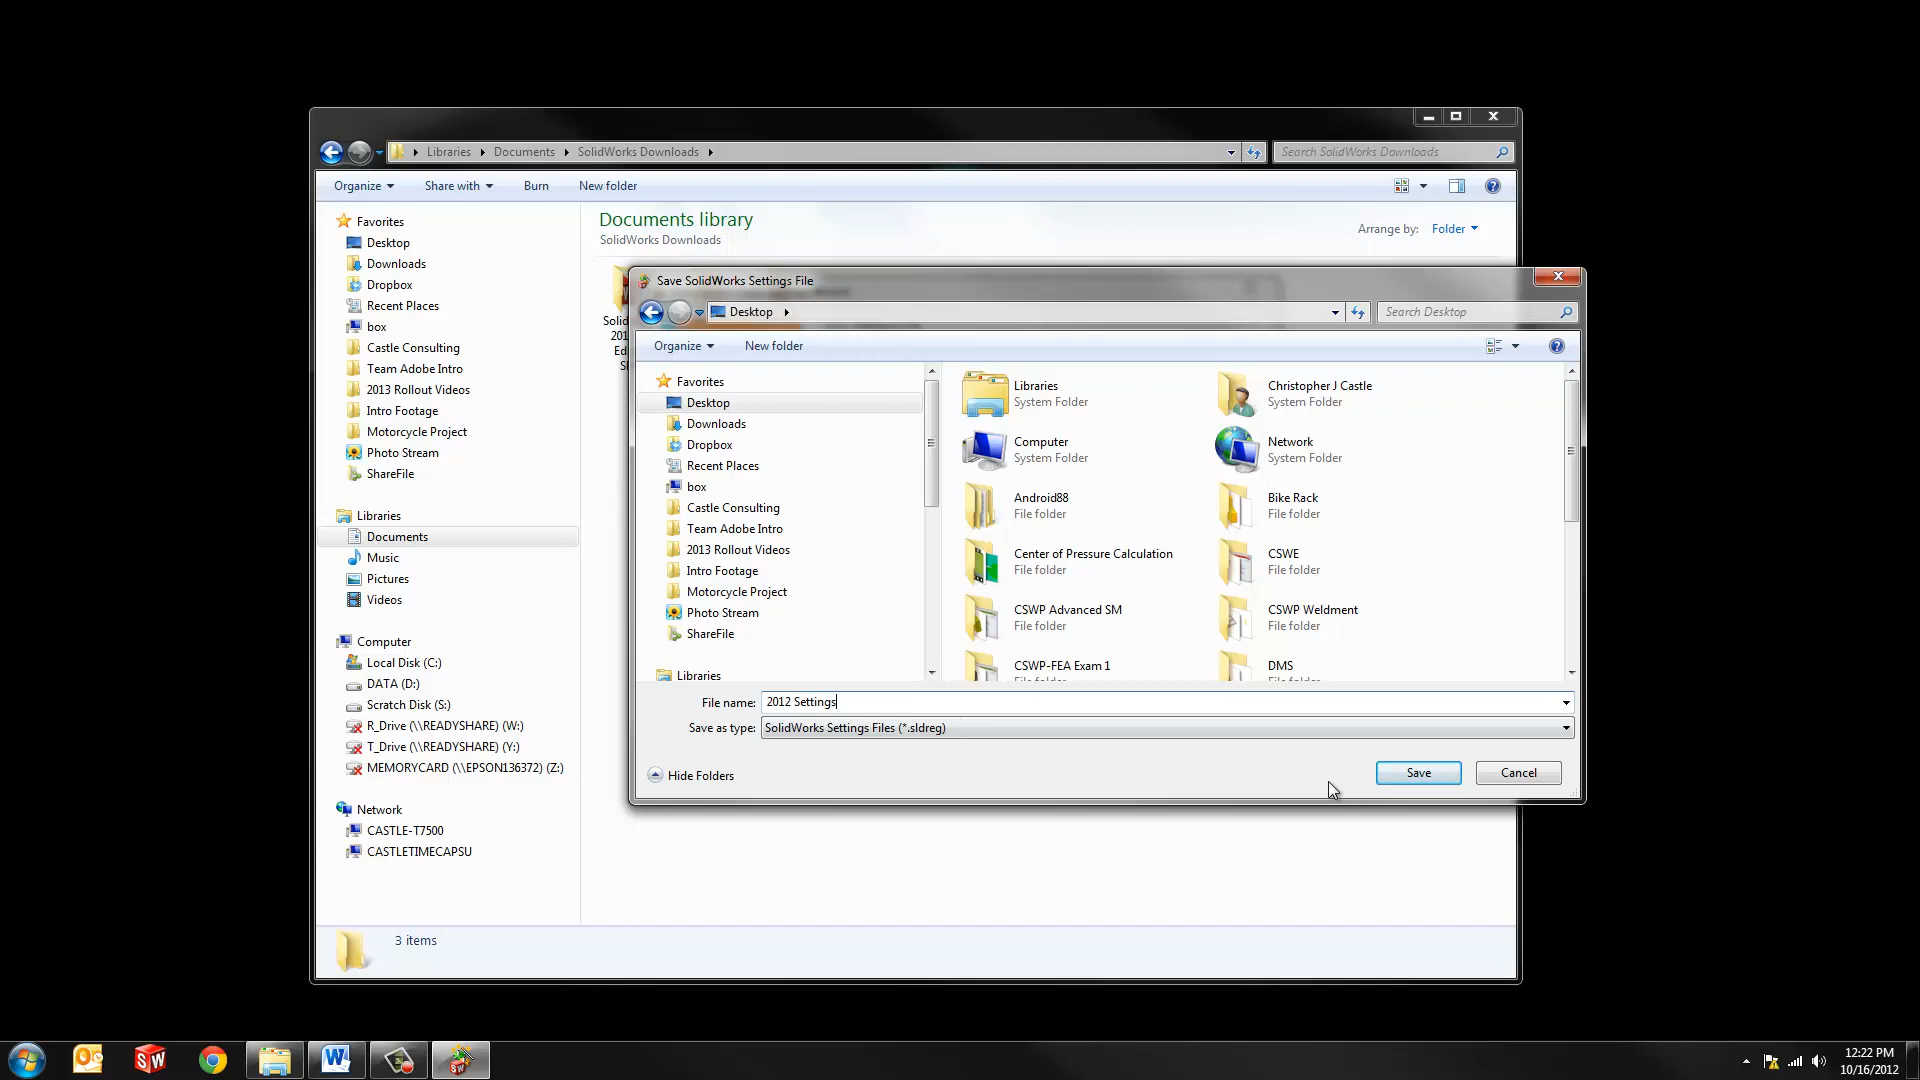 Libraries Documents SolidWorks Downloads
Search SolidWorks Downloads
Organize Share with Burn New folder
Documents library
SolidWorks Downloads
Arrange by: Folder
Favorites
Desktop
Downloads
Dropbox
Recent Places
box
Castle Consulting
Team Adobe Intro
2013 Rollout Videos
Intro Footage
Motorcycle Project
Photo Stream
ShareFile
Libraries
Documents
Music
Pictures
Videos
Computer
Local Disk (C:)
DATA (D:)
Scratch Disk (S:)
R_Drive (\\READYSHARE) (W:)
T_Drive (\\READYSHARE) (Y:)
MEMORYCARD (\\EPSON136372) (Z:)
Network
CASTLE-T7500
CASTLETIMECAPSU
3 items
Save SolidWorks Settings File
Desktop
Search Desktop
Organize New folder
Favorites
Desktop
Downloads
Dropbox
Recent Places
box
Castle Consulting
Team Adobe Intro
2013 Rollout Videos
Intro Footage
Motorcycle Project
Photo Stream
ShareFile
Libraries
Libraries
System Folder
Christopher J Castle
System Folder
Computer
System Folder
Network
System Folder
Android88
File folder
Bike Rack
File folder
Center of Pressure Calculation
File folder
CSWE
File folder
CSWP Advanced SM
File folder
CSWP Weldment
File folder
CSWP-FEA Exam 1
DMS
File name: 2012 Settings
Save as type: SolidWorks Settings Files (*.sldreg)
Hide Folders
Save Cancel
12:22 PM
10/16/2012